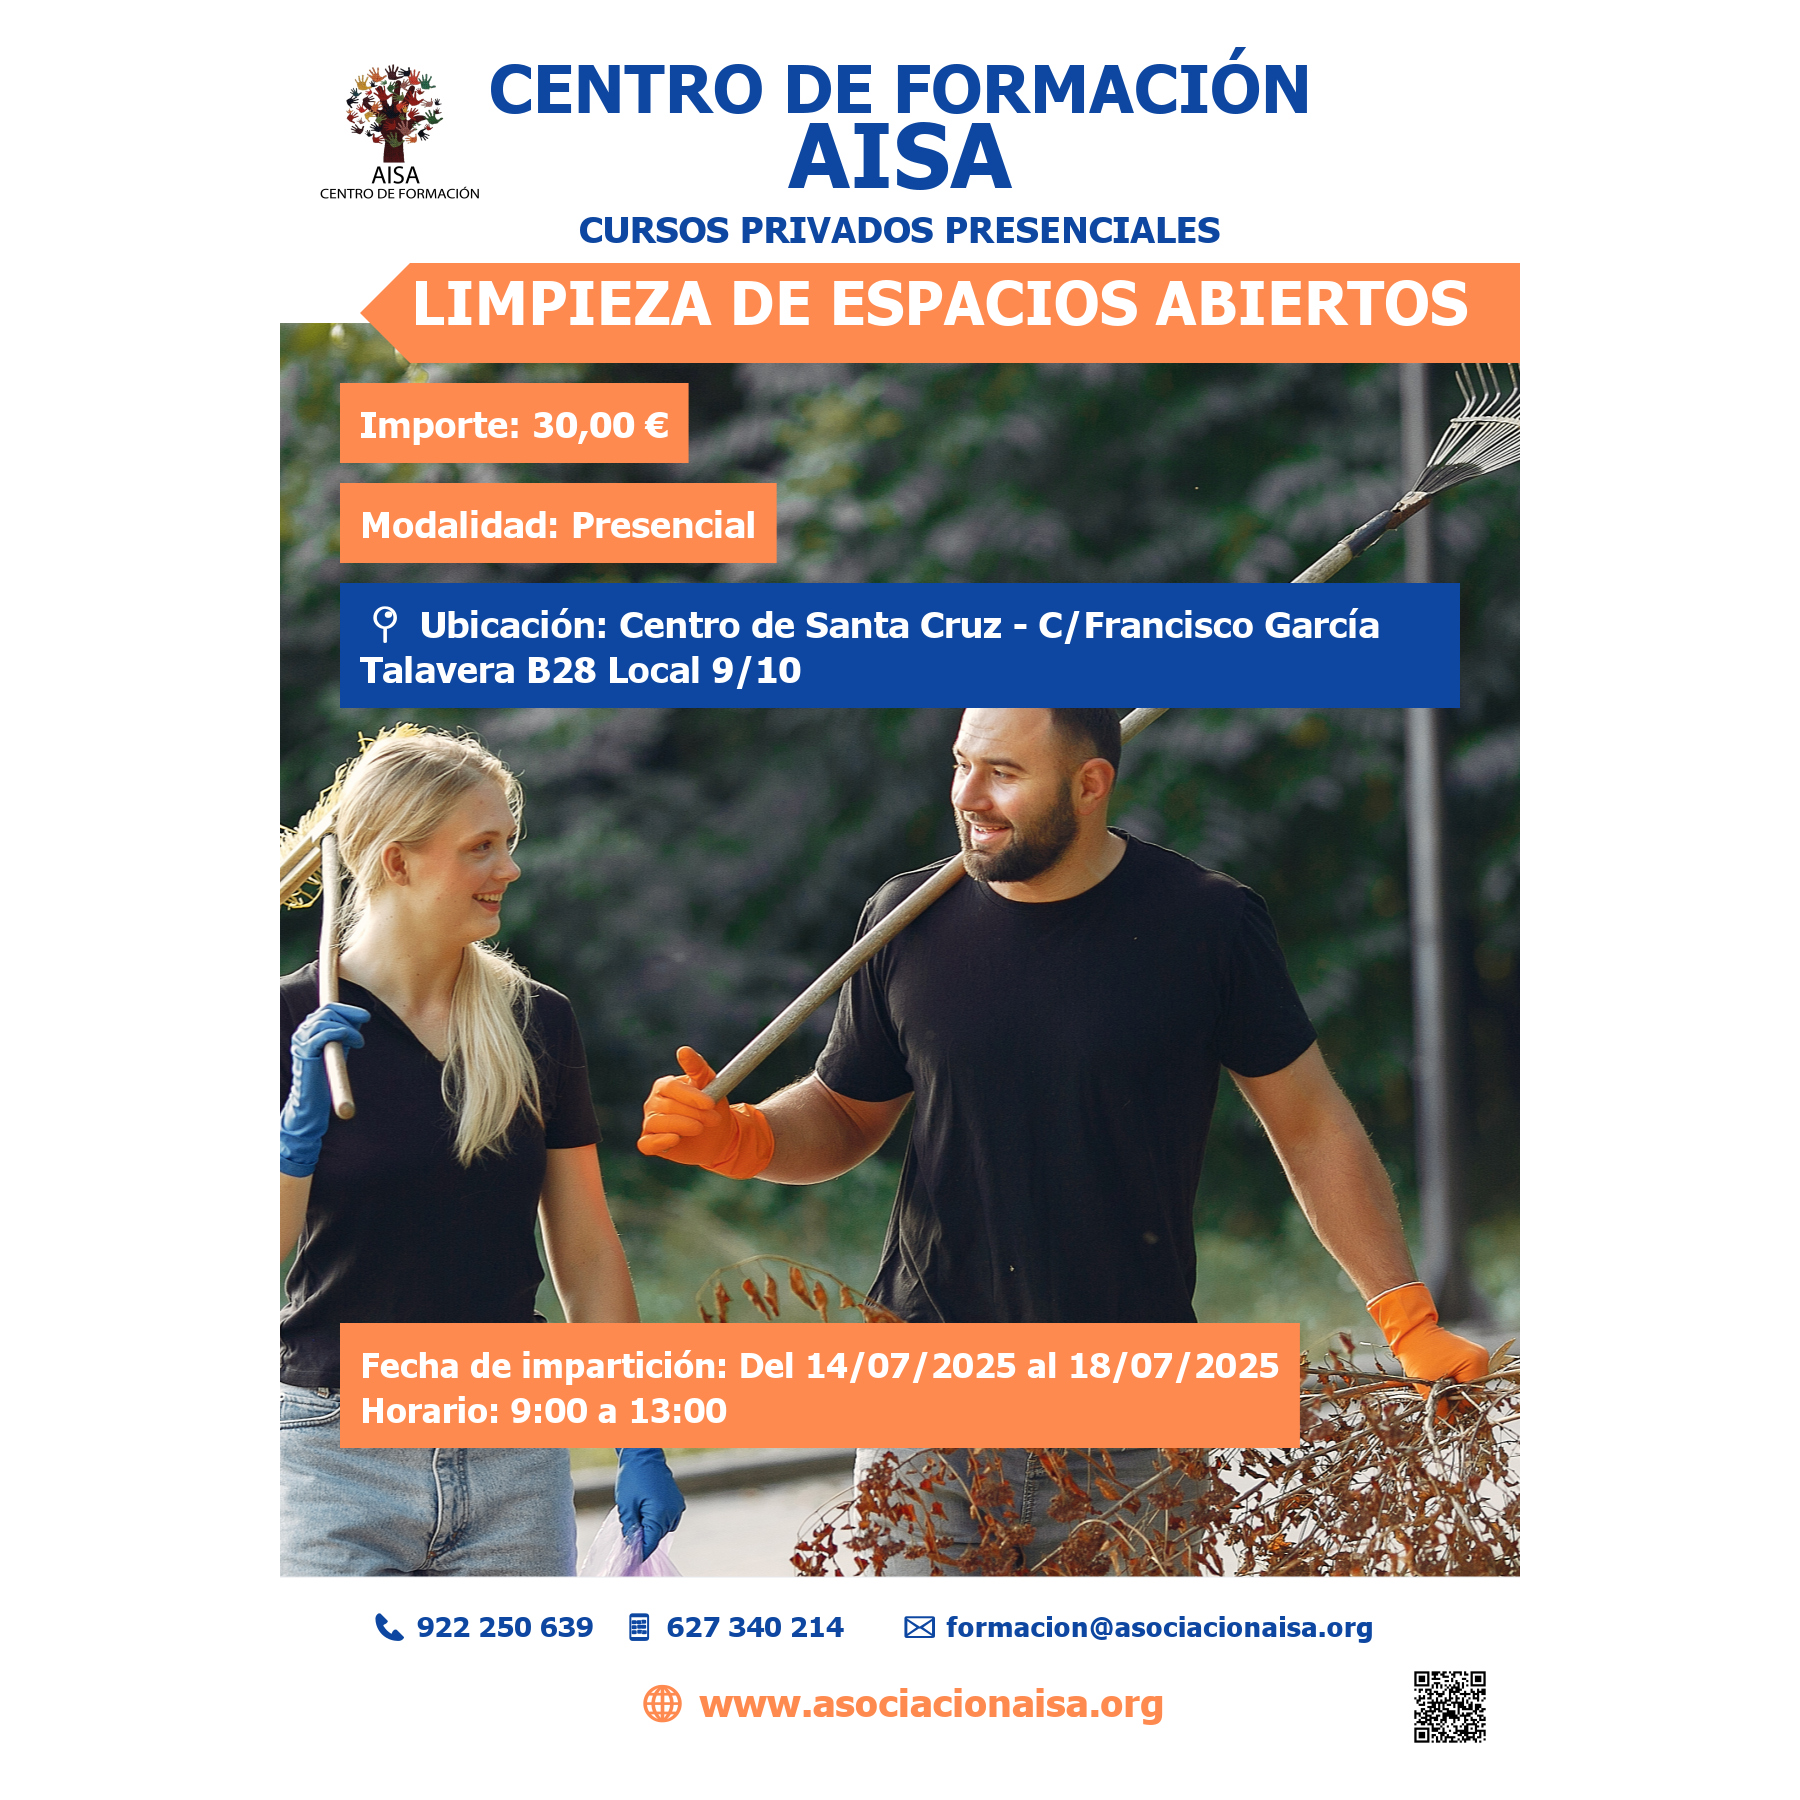 AISA
CENTRO DE FORMACIÓN
CENTRO DE FORMACIÓN
AISA
CURSOS PRIVADOS PRESENCIALES
LIMPIEZA DE ESPACIOS ABIERTOS
Importe: 30,00 €
Modalidad: Presencial
Ubicación: Centro de Santa Cruz - C/Francisco García
Talavera B28 Local 9/10
Fecha de impartición: Del 14/07/2025 al 18/07/2025
Horario: 9:00 a 13:00
922 250 639
627 340 214
formacion@asociacionaisa.org
www.asociacionaisa.org